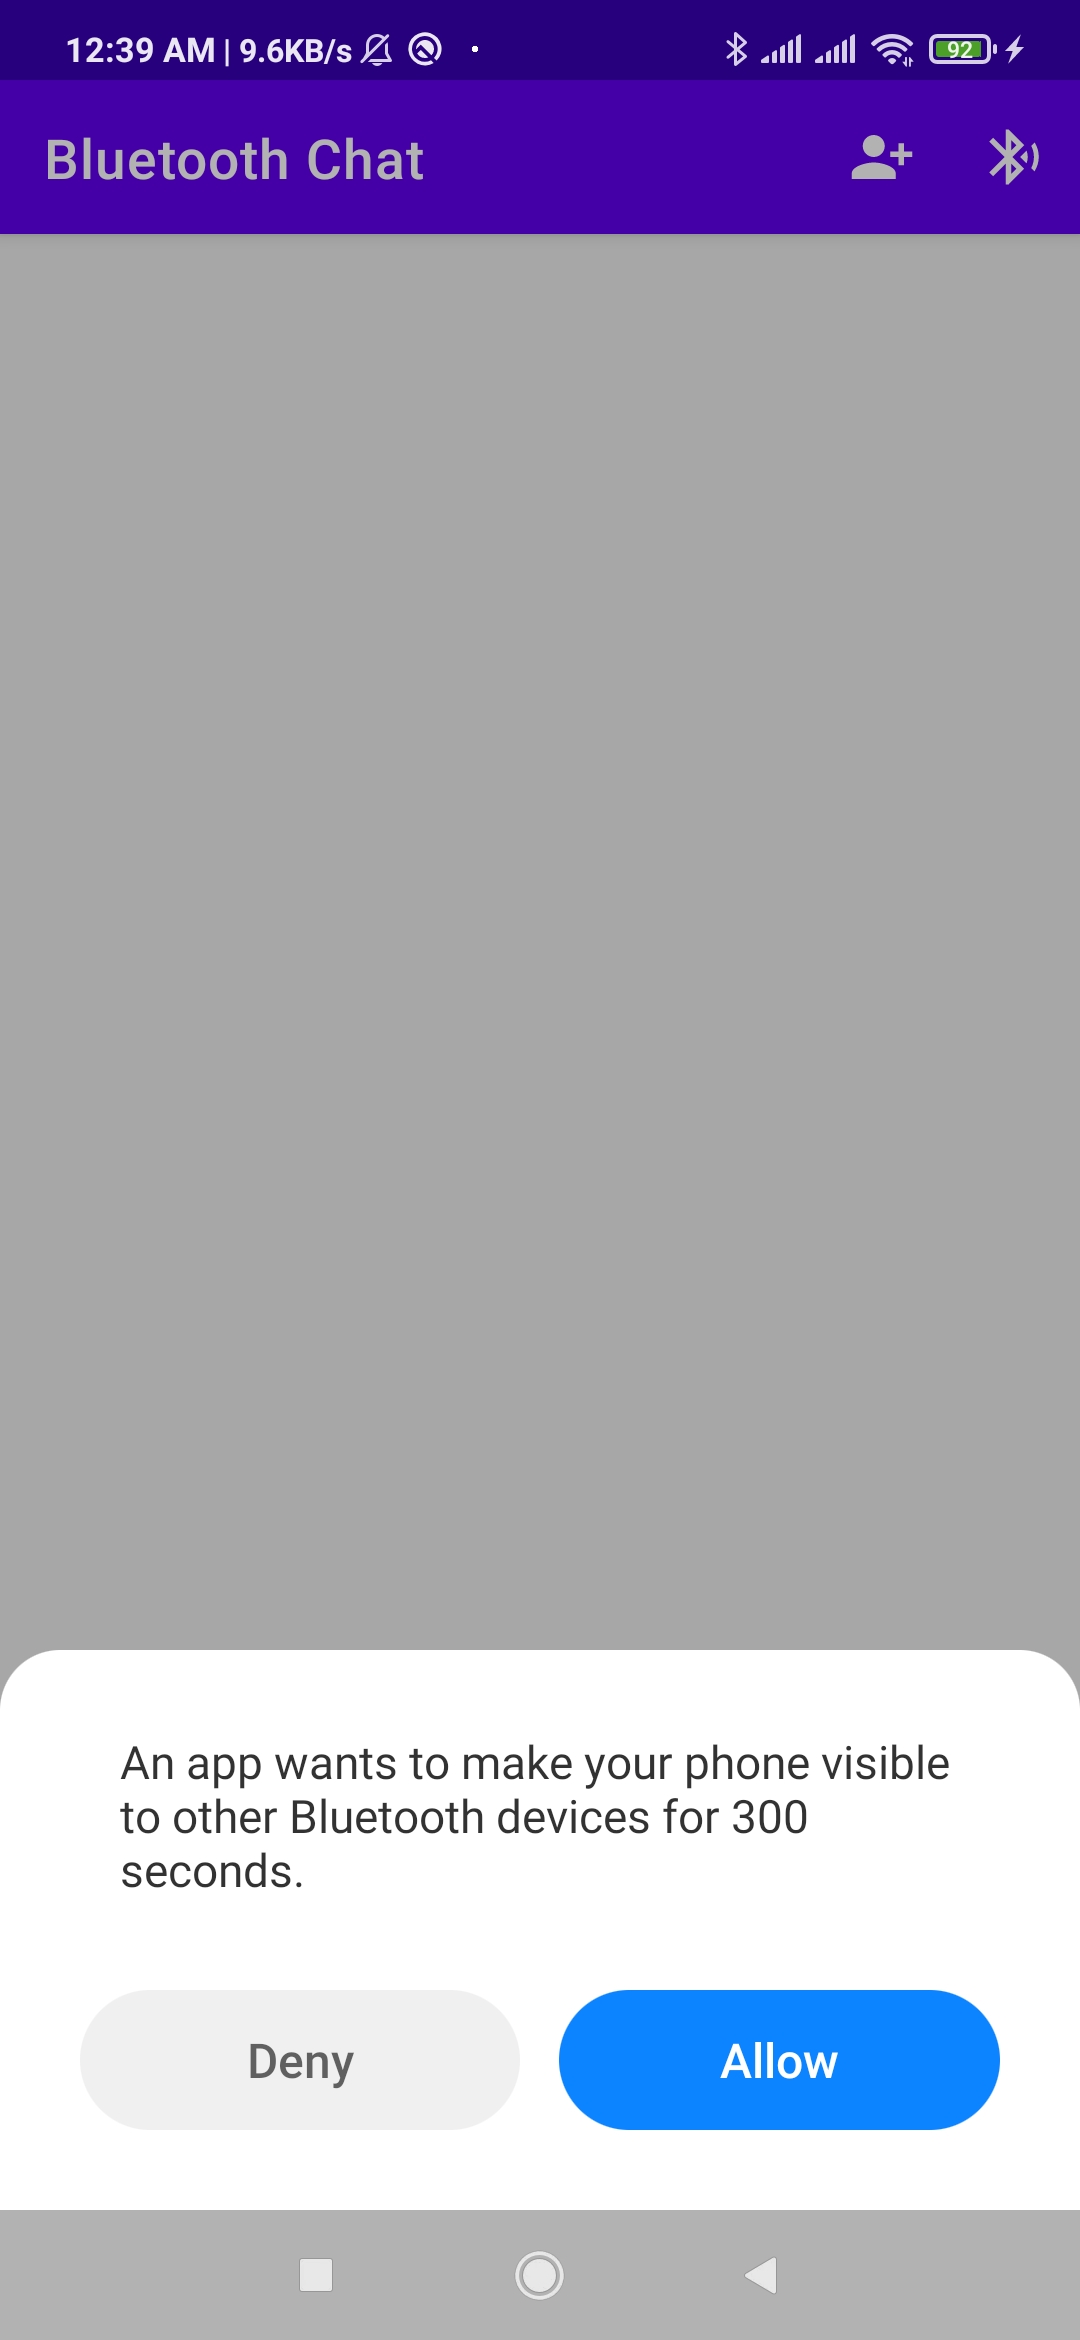 12:39 AM | 9.6KB/s
92
Bluetooth Chat
An app wants to make your phone visible
to other Bluetooth devices for 300
seconds.
Deny
Allow